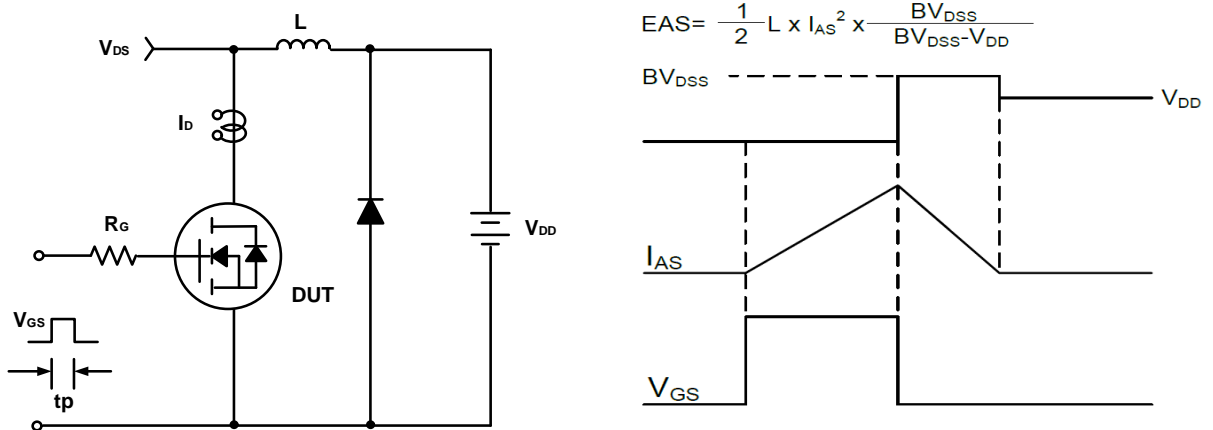 L
VDS
ID
RG
VDD
DUT
VGS
tp
EAS= 1/2 L x IAS² x BVDSS/BVDSS-VDD
BVDSS
VDD
IAS
VGS